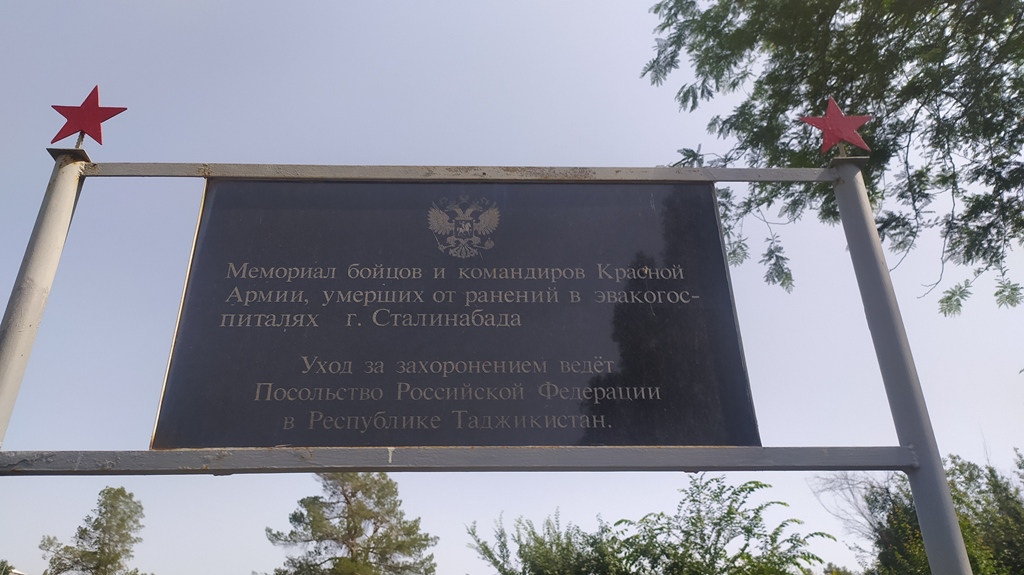 Мемориал бойцов и командиров Красной
Армии, умерших от ранений в эвакогос-
питалях г. Сталинабада
Уход за захоронением ведёт
Посольство Российской Федерации
в Республике Таджикистан.